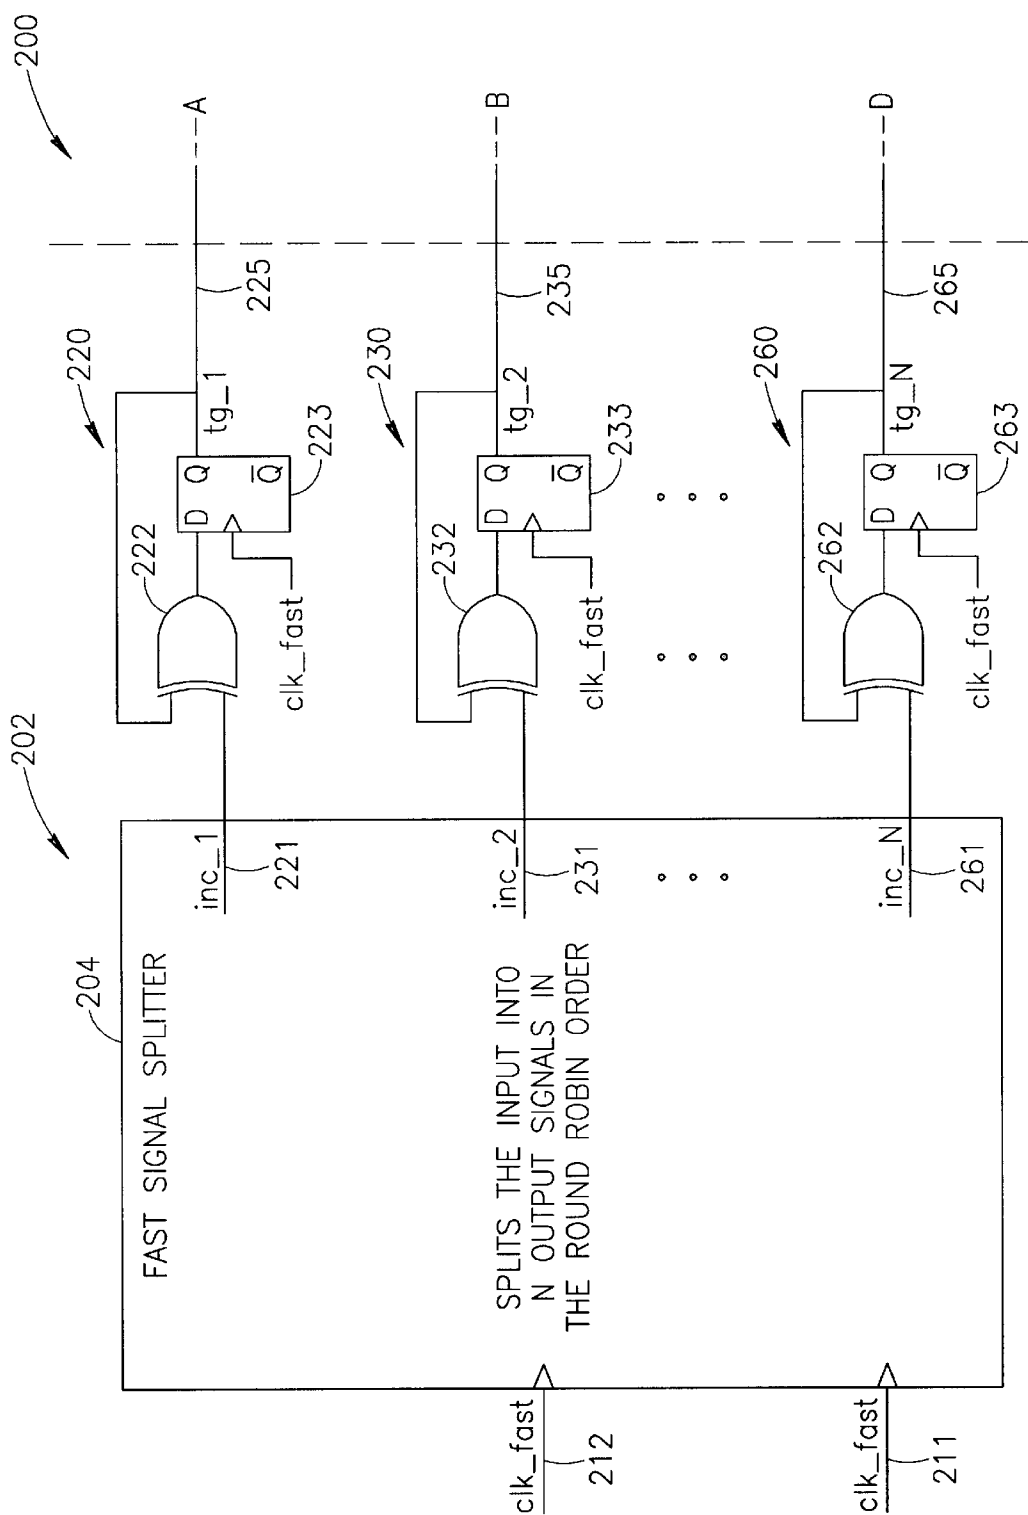 200
202
204
FAST SIGNAL SPLITTER
SPLITS THE INPUT INTO
N OUTPUT SIGNALS IN
THE ROUND ROBIN ORDER
clk_fast
212
clk_fast
211
inc_1
221
222
clk_fast
D Q
Q̅
223
220
tg_1
225
A
inc_2
231
232
clk_fast
D Q
Q̅
233
230
tg_2
235
B
inc_N
261
262
clk_fast
D Q
Q̅
263
260
tg_N
265
D